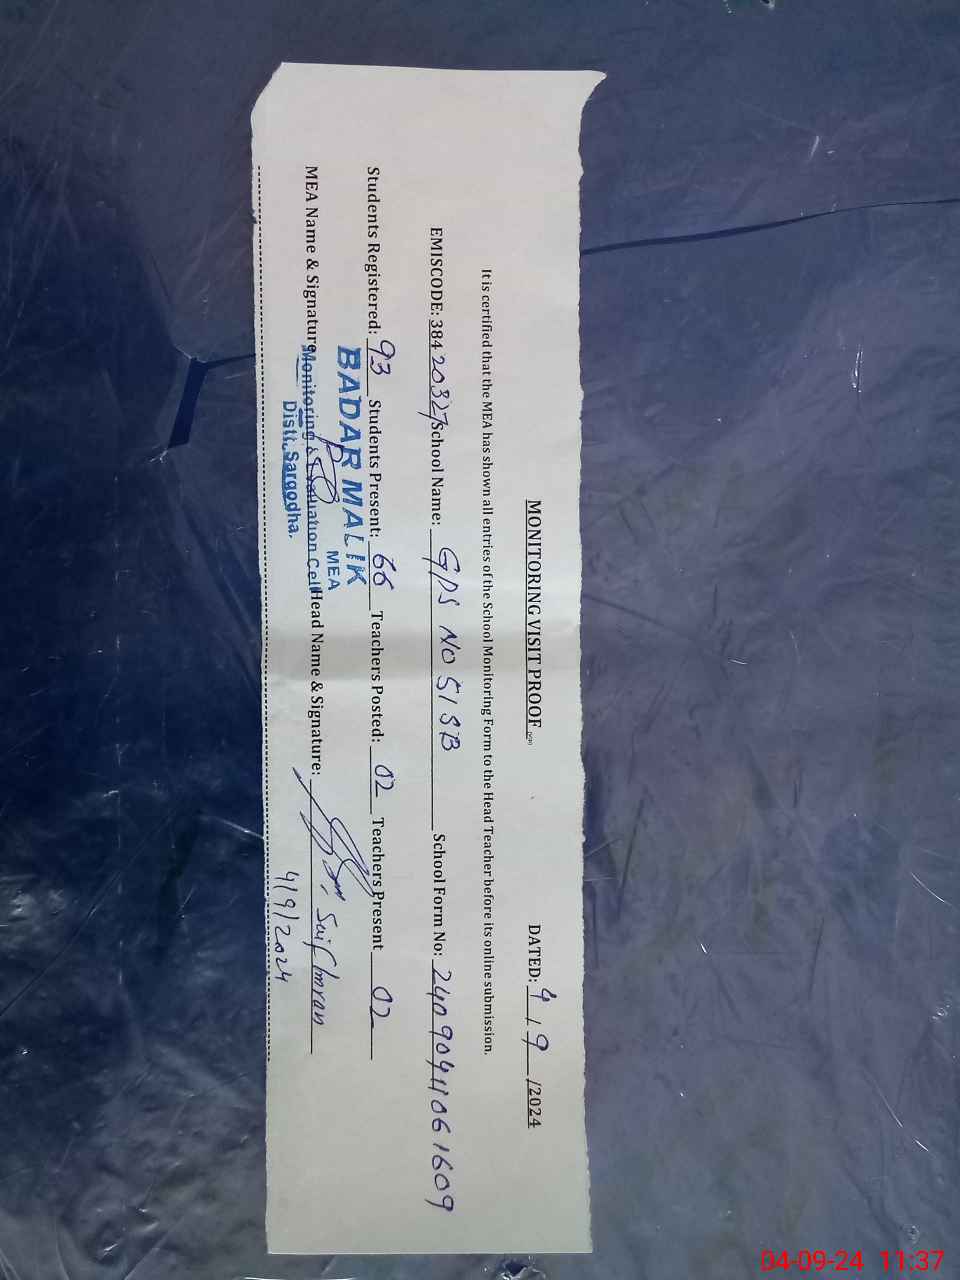 MONITORING VISIT PROOF
DATED: 4 / 9 /2024
It is certified that the MEA has shown all entries of the School Monitoring Form to the Head Teacher before its online submission.
EMISCODE: 384 20327 School Name: GPS NO 51 SB School Form No: 2409041061609
Students Registered: 93 Students Present: 66 Teachers Posted: 02 Teachers Present 02
BADAR MALIK
MEA
MEA Name & Signature Monitoring & Evaluation Cell Head Name & Signature: Saif Imran
Distt. Sargodha.
4/9/2024
04-09-24 11:37